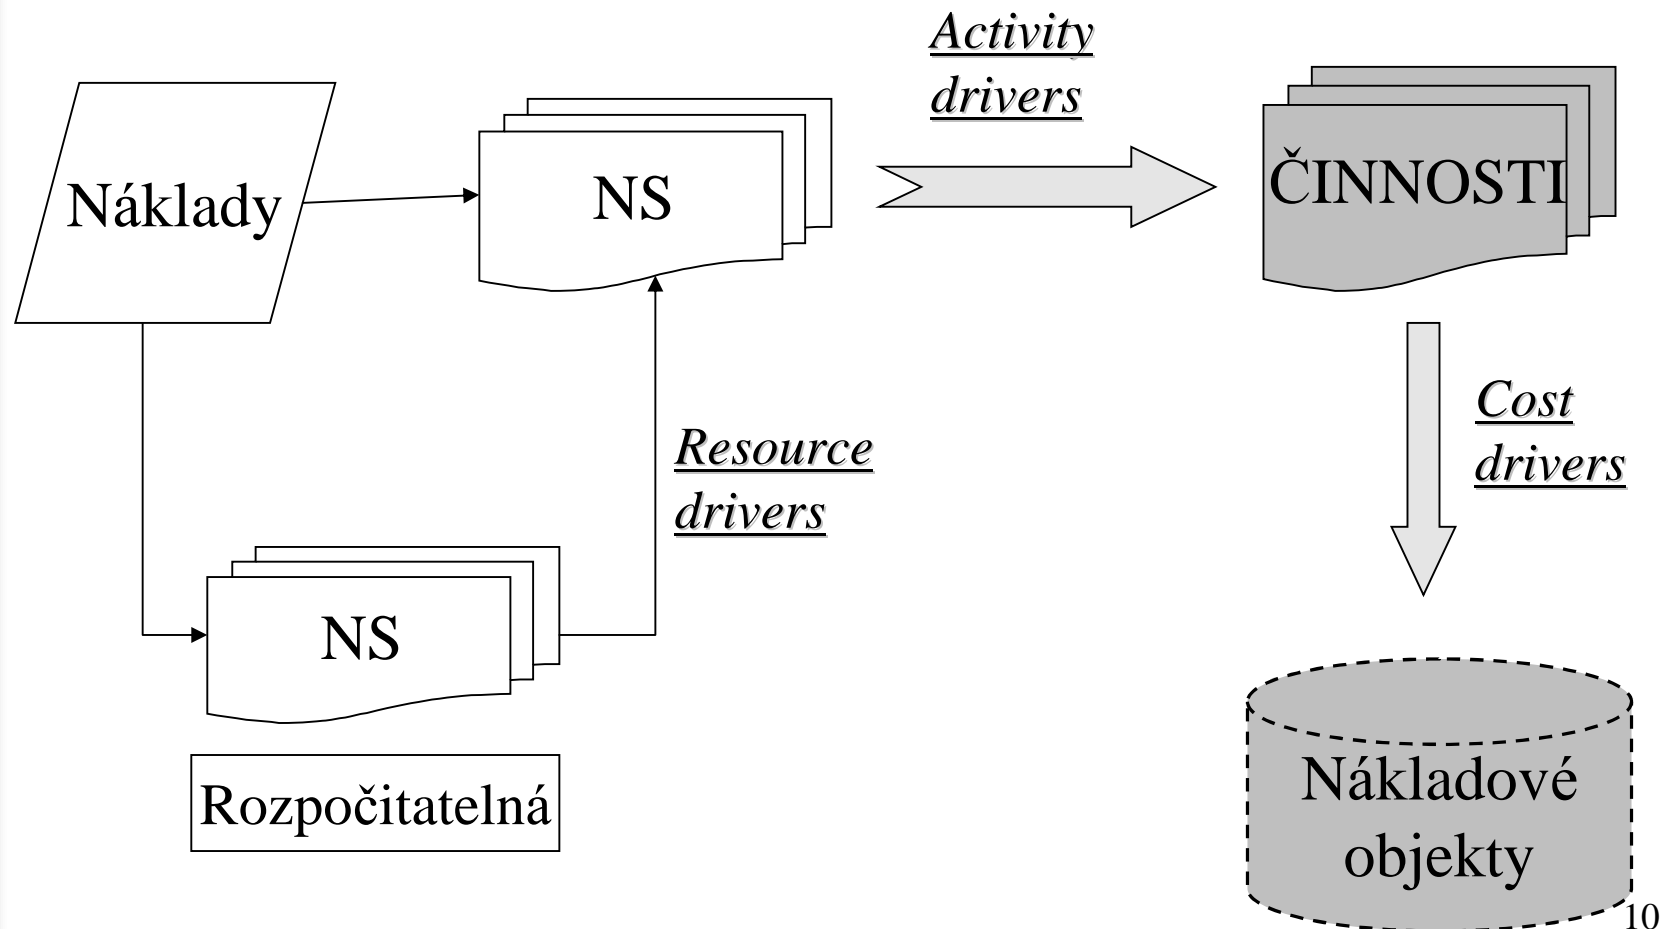 Activity
drivers
Náklady
NS
ČINNOSTI
Cost
drivers
Resource
drivers
NS
Rozpočitatelná
Nákladové
objekty
10